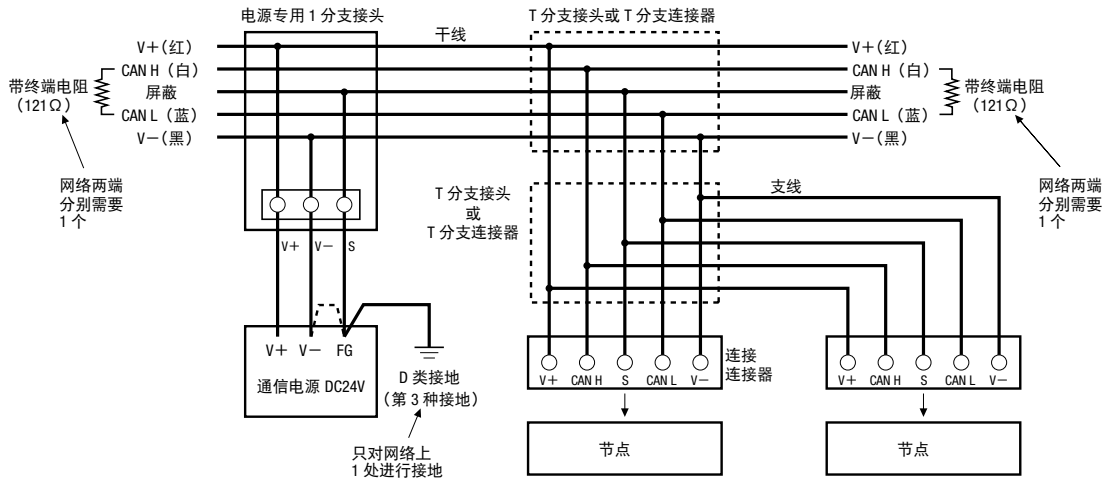 电源专用1分支接头
T分支接头或T分支连接器
干线
V+(红)
CAN H（白）
屏蔽
CAN L（蓝）
V－(黑)
带终端电阻
（121Ω）
网络两端
分别需要
1个
V+(红)
CAN H（白）
屏蔽
CAN L（蓝）
V－(黑)
带终端电阻
（121Ω）
网络两端
分别需要
1个
T分支接头
或
T分支连接器
支线
V+ V－ S
V+ V－ FG
通信电源 DC24V
D类接地
（第3种接地）
只对网络上
1处进行接地
V+ CAN H S CAN L V－
连接
连接器
V+ CAN H S CAN L V－
节点
节点